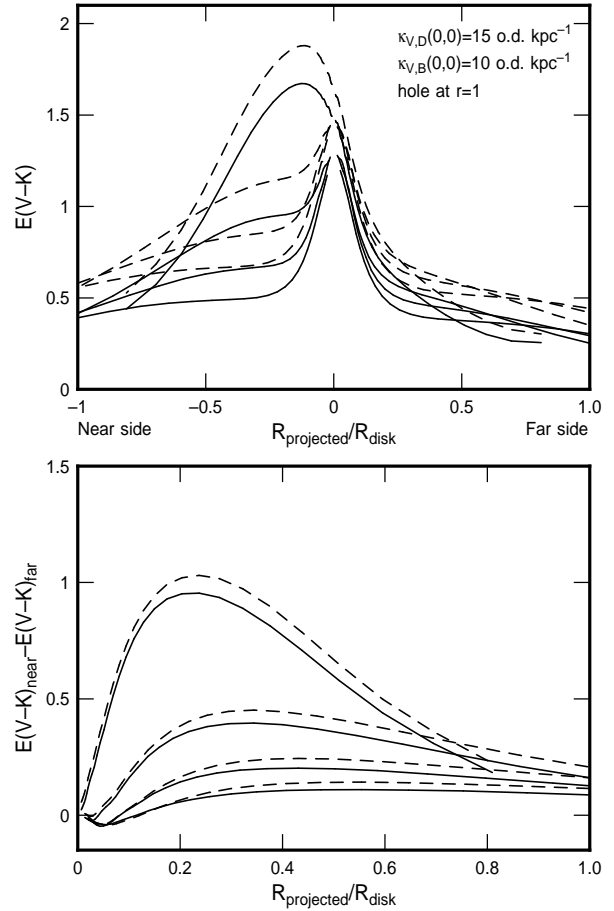 2
κV,D(0,0)=15 o.d. kpc−1
κV,B(0,0)=10 o.d. kpc−1
hole at r=1
1.5
E(V−K)
1
0.5
0
−1
−0.5
0
0.5
1.0
Near side
Rprojected/Rdisk
Far side
1.5
1
E(V−K)near−E(V−K)far
0.5
0
0
0.2
0.4
0.6
0.8
1.0
Rprojected/Rdisk